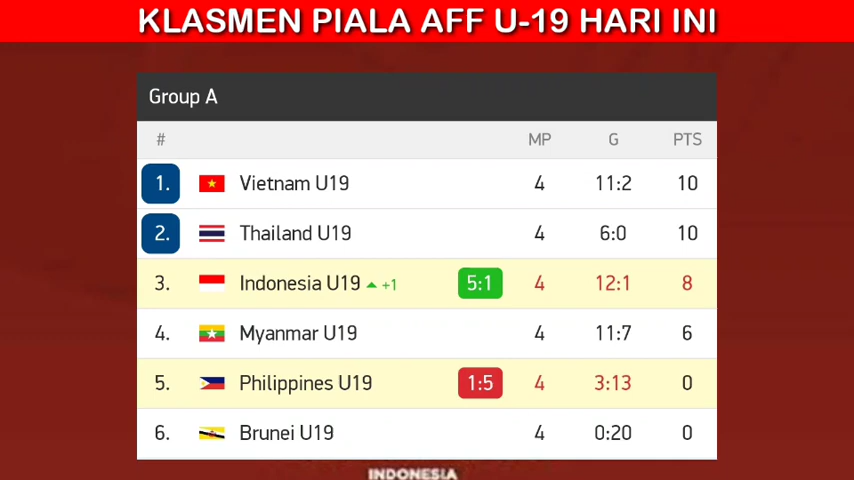 KLASMEN PIALA AFF U-19 HARI INI
Group A
# MP G PTS
1. Vietnam U19 4 11:2 10
2. Thailand U19 4 6:0 10
3. Indonesia U19 +1 5:1 4 12:1 8
4. Myanmar U19 4 11:7 6
5. Philippines U19 1:5 4 3:13 0
6. Brunei U19 4 0:20 0
INDONESIA